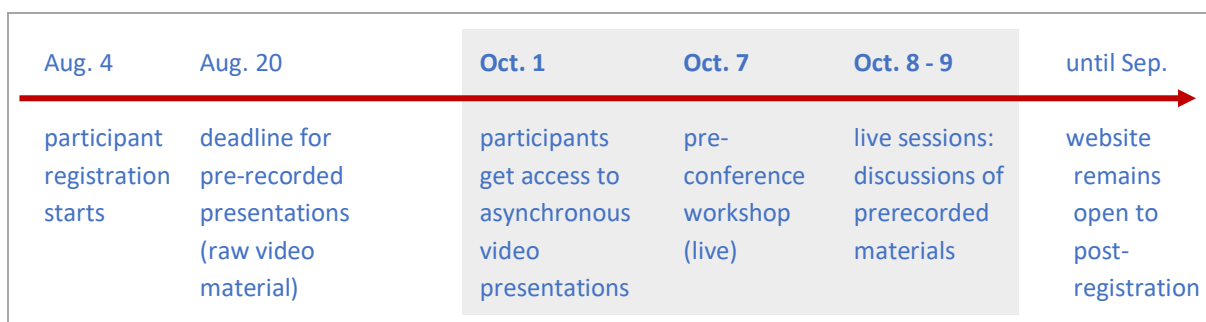 Aug. 4
Aug. 20
Oct. 1
Oct. 7
Oct. 8 - 9
until Sep.
participant
registration
starts
deadline for
pre-recorded
presentations
(raw video
material)
participants
get access to
asynchronous
video
presentations
pre-
conference
workshop
(live)
live sessions:
discussions of
prerecorded
materials
website
remains
open to
post-
registration